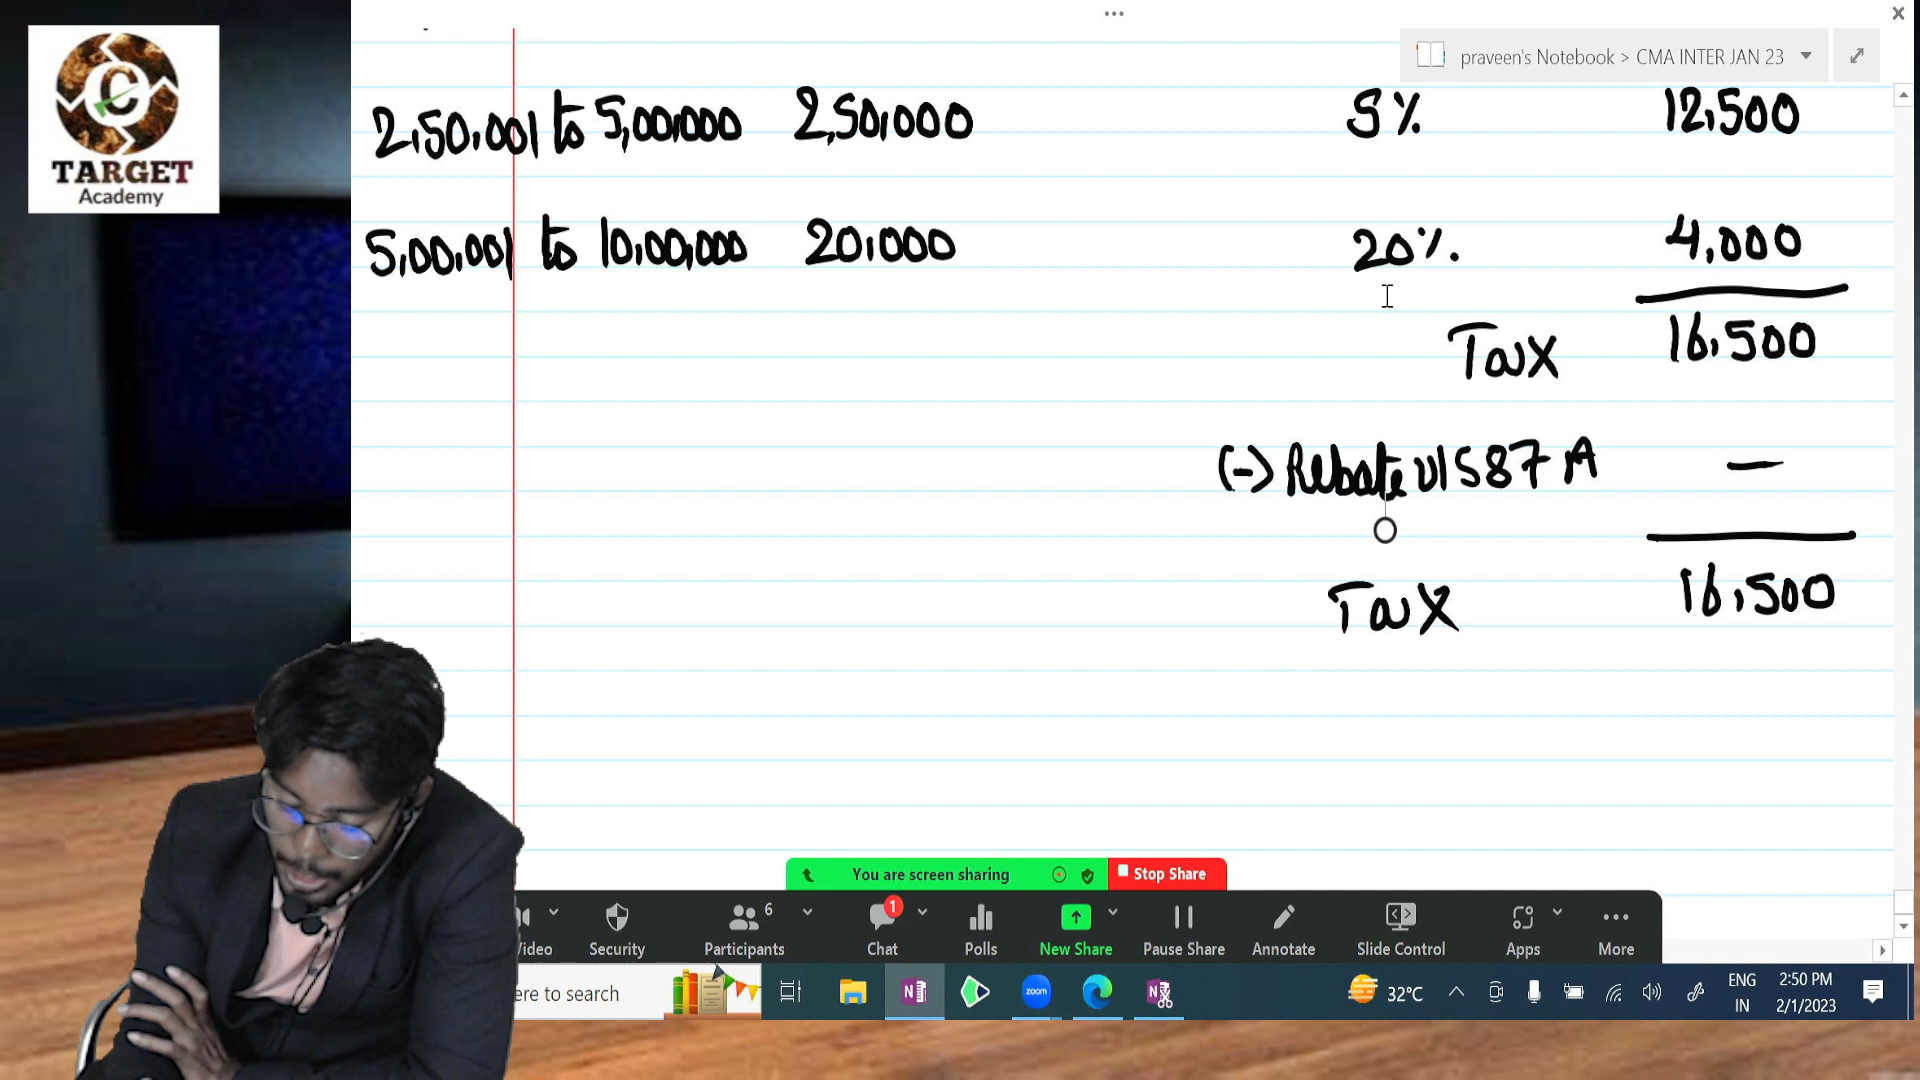 praveen's Notebook > CMA INTER JAN 23
TARGET
Academy
2,50,001 to 5,00,000 2,50,000 5% 12,500
5,00,001 to 10,00,000 20,000 20%. 4,000
Tax 16,500
(-) Rebate U/S 87 A —
Tax 16,500
You are screen sharing Stop Share
6 1
ideo Security Participants Chat Polls New Share Pause Share Annotate Slide Control Apps More
ere to search zoom 32°C ENG 2:50 PM
IN 2/1/2023